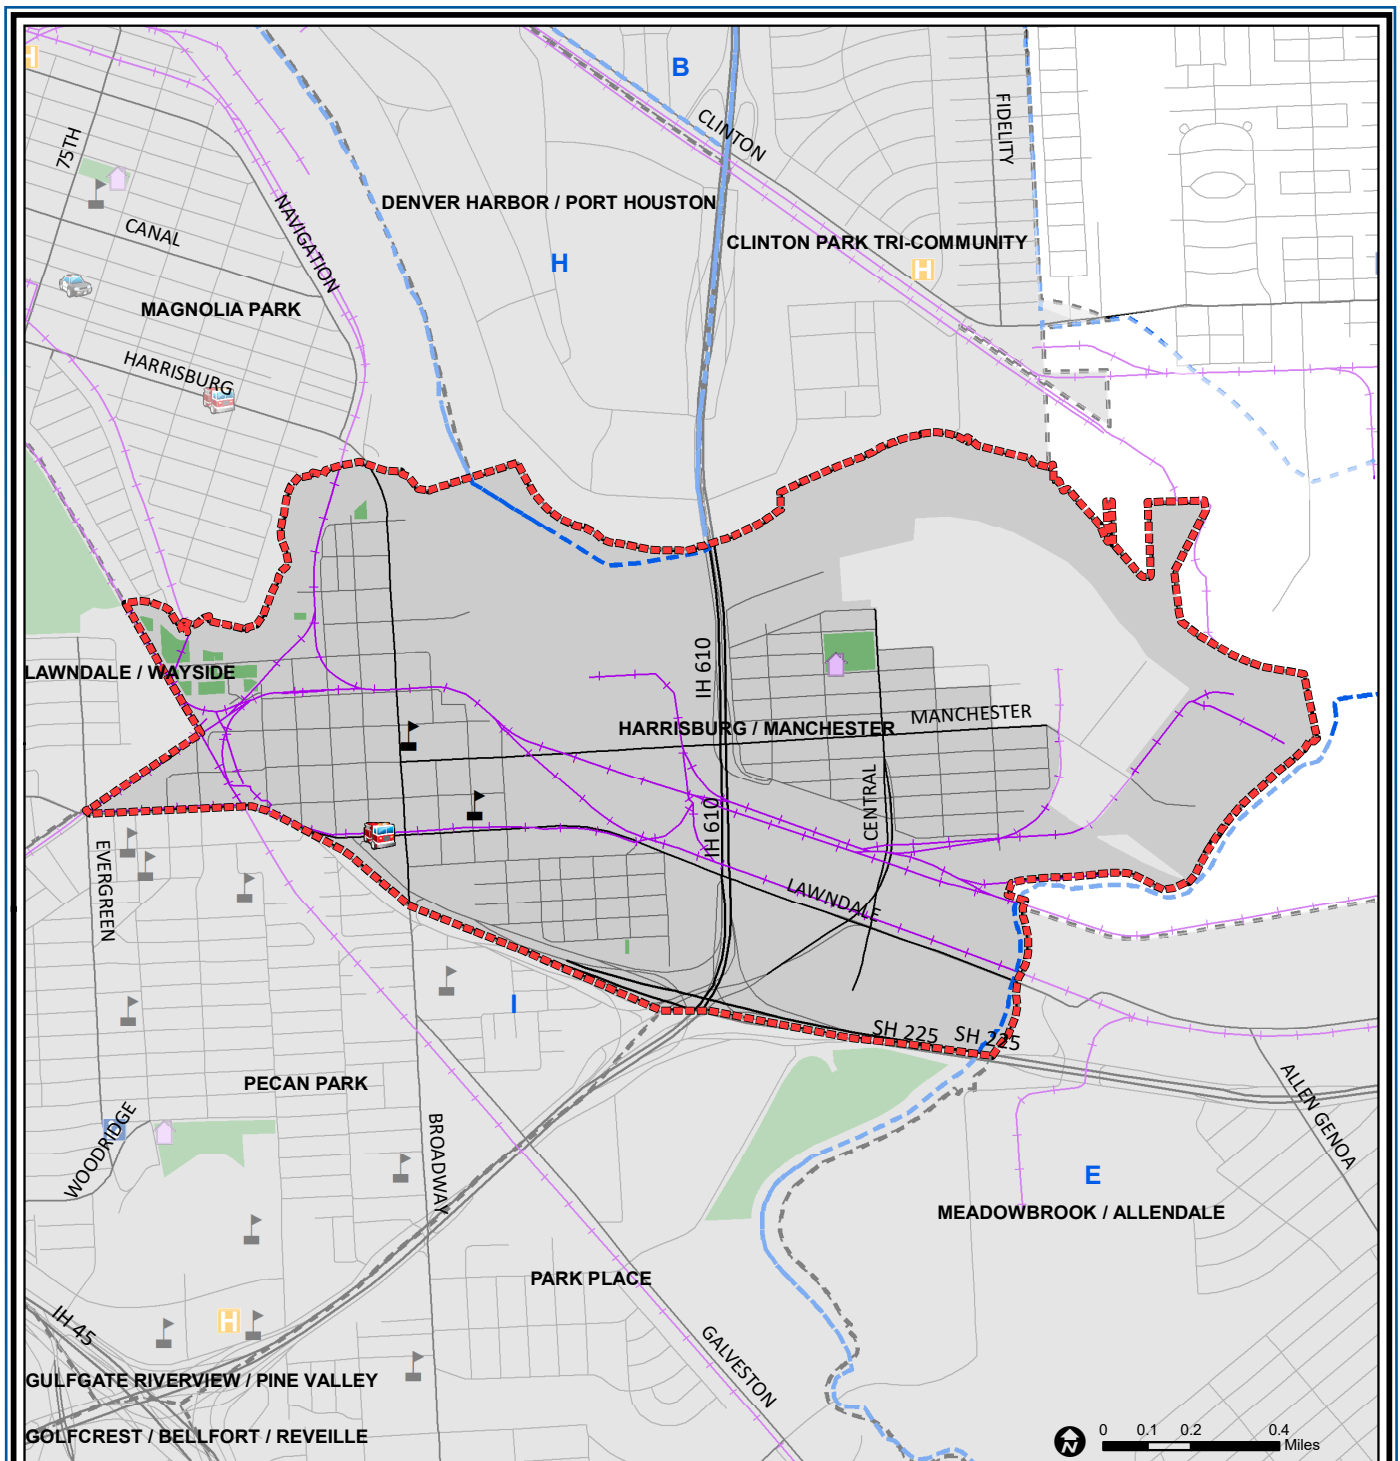 H
B
CLINTON
FIDELITY
75TH
DENVER HARBOR / PORT HOUSTON
NAVIGATION
CANAL
CLINTON PARK TRI-COMMUNITY
H
H
MAGNOLIA PARK
HARRISBURG
LAWNDALE / WAYSIDE
IH 610
HARRISBURG / MANCHESTER
MANCHESTER
CENTRAL
IH 610
EVERGREEN
LAWNDALE
I
SH 225
SH 225
PECAN PARK
WOODRIDGE
BROADWAY
ALLEN GENOA
E
MEADOWBROOK / ALLENDALE
PARK PLACE
IH 45
H
GALVESTON
GULFGATE RIVERVIEW / PINE VALLEY
GOLFCREST / BELLFORT / REVEILLE
N
0 0.1 0.2 0.4
Miles